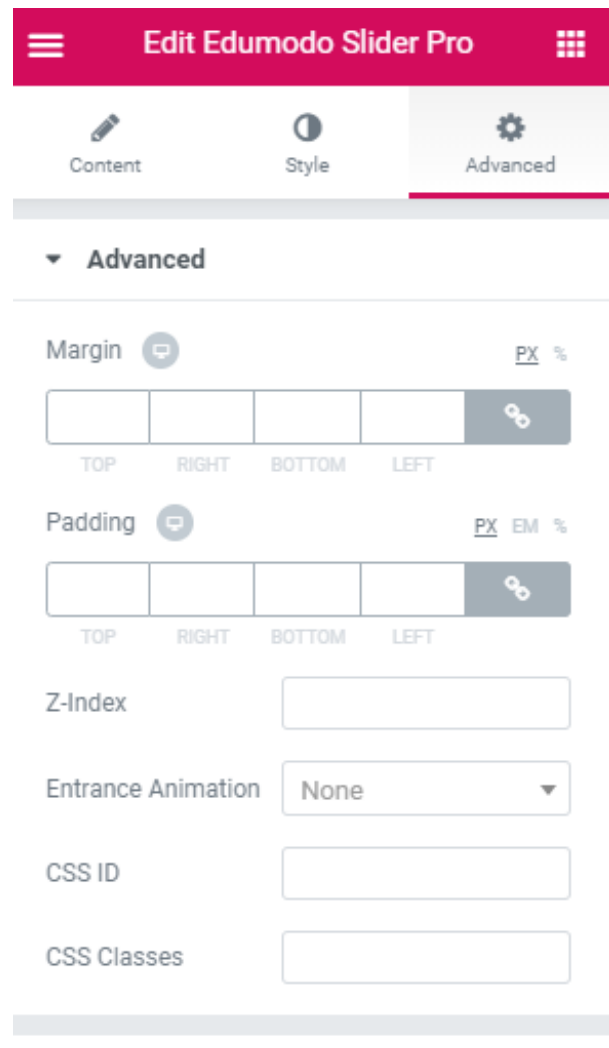 Edit Edumodo Slider Pro
Content Style Advanced
Advanced
Margin PX %
TOP RIGHT BOTTOM LEFT
Padding PX EM %
TOP RIGHT BOTTOM LEFT
Z-Index
Entrance Animation None
CSS ID
CSS Classes